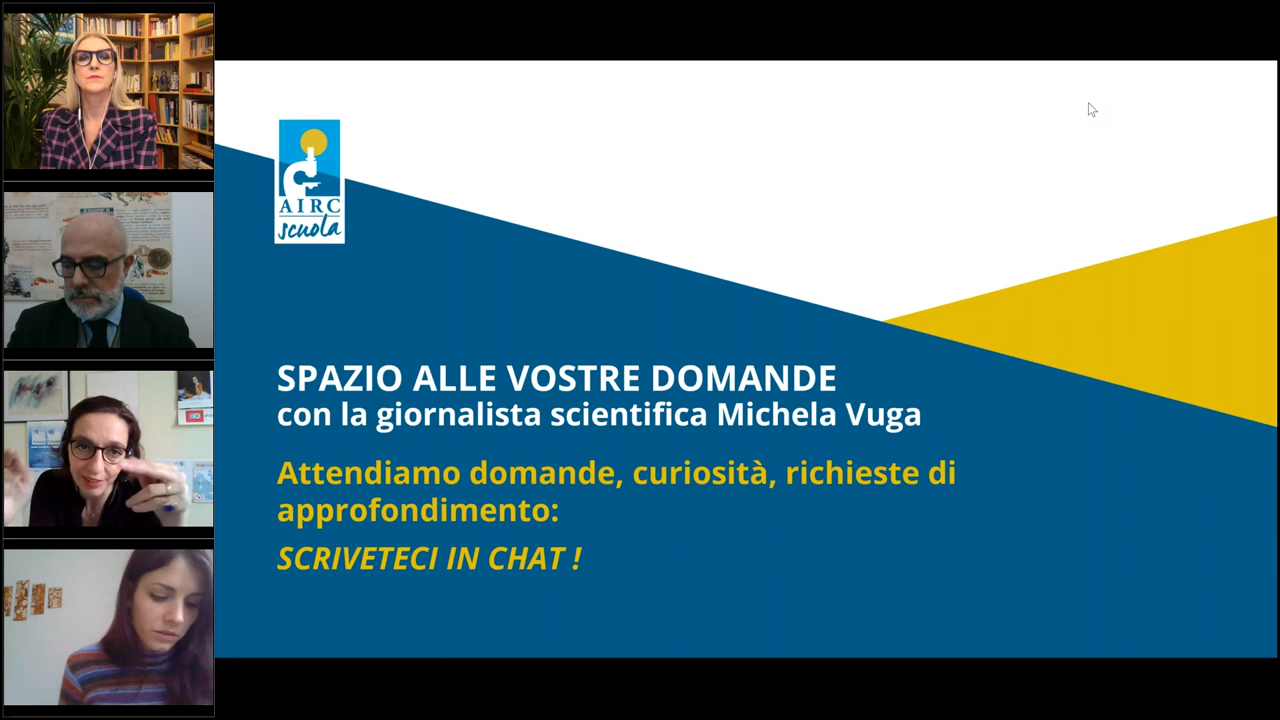 AIRC
scuola
SPAZIO ALLE VOSTRE DOMANDE
con la giornalista scientifica Michela Vuga
Attendiamo domande, curiosità, richieste di
approfondimento:
SCRIVETECI IN CHAT !